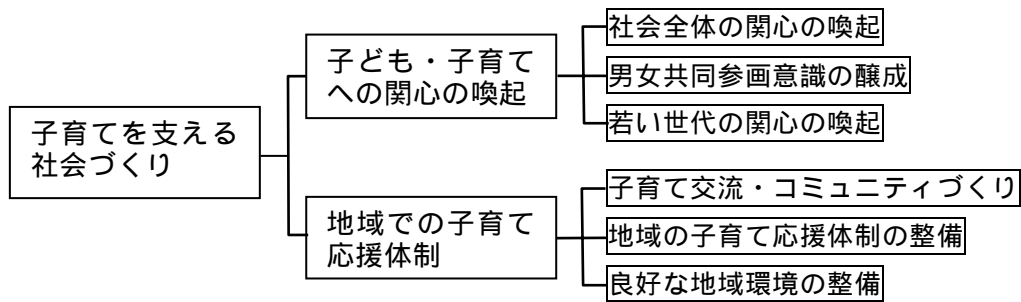 子育てを支える
社会づくり
子ども・子育て
への関心の喚起
社会全体の関心の喚起
男女共同参画意識の醸成
若い世代の関心の喚起
地域での子育て
応援体制
子育て交流・コミュニティづくり
地域の子育て応援体制の整備
良好な地域環境の整備